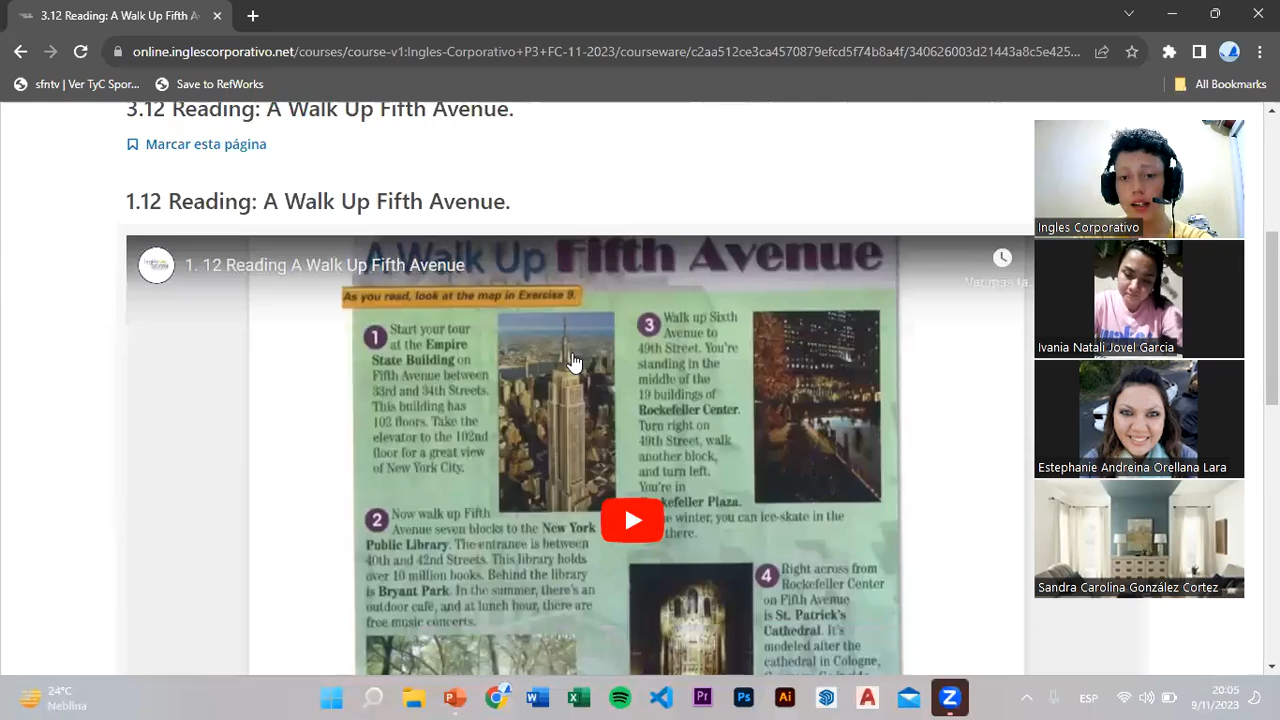 3.12 Reading: A Walk Up Fifth A
online.inglescorporativo.net/courses/course-v1:Ingles-Corporativo+P3+FC-11-2023/courseware/c2aa512ce3ca4570879efcd5f74b8a4f/340626003d21443a8c5e425...
sfntv | Ver TyC Spor...
Save to RefWorks
All Bookmarks
3.12 Reading: A Walk Up Fifth Avenue.
Marcar esta página
1.12 Reading: A Walk Up Fifth Avenue.
A Walk Up Fifth Avenue
1. 12 Reading A Walk Up Fifth Avenue
As you read, look at the map in Exercise 9.
1 Start your tour
at the Empire
State Building on
Fifth Avenue between
33rd and 34th Streets.
This building has
102 floors. Take the
elevator to the 102nd
floor for a great view
of New York City.
2 Now walk up Fifth
Avenue seven blocks to the New York
Public Library. The entrance is between
40th and 42nd Streets. This library holds
over 10 million books. Behind the library
is Bryant Park. In the summer, there's an
outdoor café, and at lunch hour, there are
free music concerts.
3 Walk up Sixth
Avenue to
49th Street. You're
standing in the
middle of the
19 buildings of
Rockefeller Center.
Turn right on
49th Street, walk
another block,
and turn left.
You're in
ckefeller Plaza.
e winter, you can ice-skate in the
there.
4 Right across from
Rockefeller Center
on Fifth Avenue
is St. Patrick's
Cathedral. It's
modeled after the
cathedral in Cologne,
Ingles Corporativo
Ivania Natali Jovel Garcia
Estephanie Andreina Orellana Lara
Sandra Carolina González Cortez
24°C
Neblina
ESP
20:05
9/11/2023